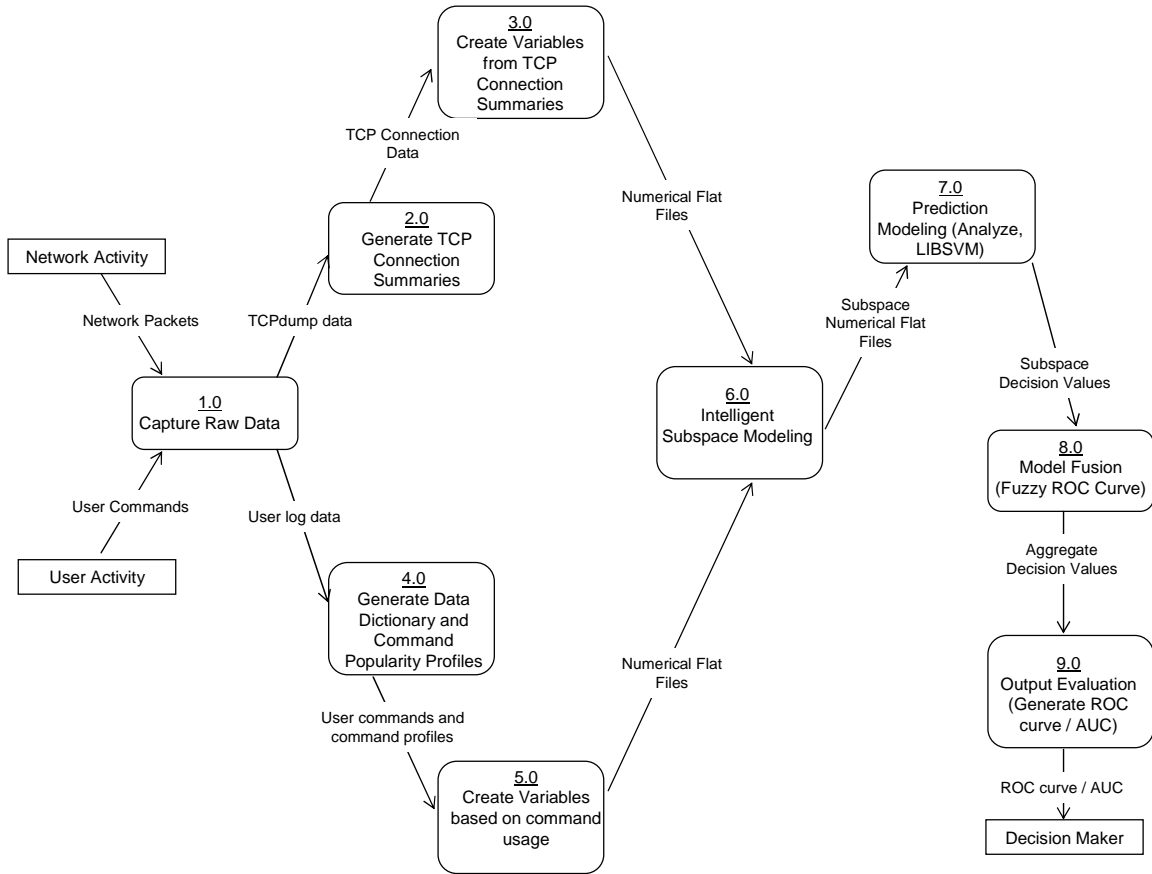 3.0
Create Variables
from TCP
Connection
Summaries
TCP Connection
Data
2.0
Generate TCP
Connection
Summaries
Network Activity
Network Packets
TCPdump data
1.0
Capture Raw Data
User Commands
User Activity
User log data
4.0
Generate Data
Dictionary and
Command
Popularity Profiles
User commands and
command profiles
5.0
Create Variables
based on command
usage
Numerical Flat
Files
Numerical Flat
Files
6.0
Intelligent
Subspace Modeling
Subspace
Numerical Flat
Files
7.0
Prediction
Modeling (Analyze,
LIBSVM)
Subspace
Decision Values
8.0
Model Fusion
(Fuzzy ROC Curve)
Aggregate
Decision Values
9.0
Output Evaluation
(Generate ROC
curve / AUC)
ROC curve / AUC
Decision Maker